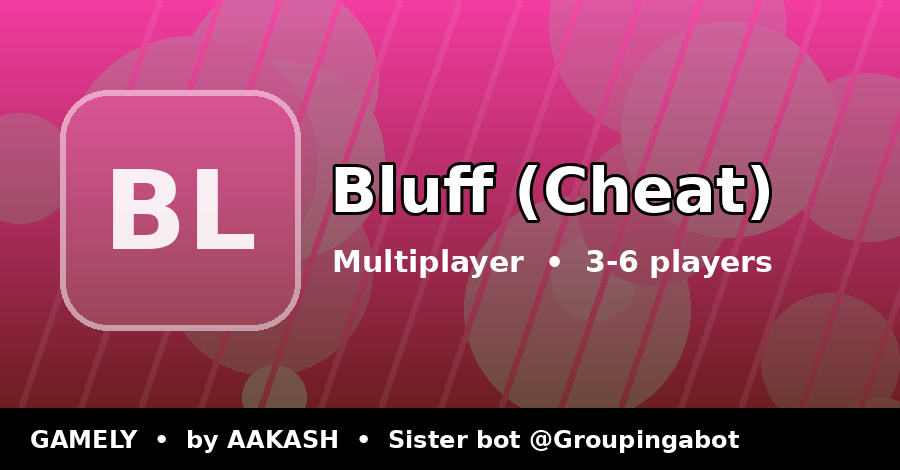 BL
Bluff (Cheat)
Multiplayer • 3-6 players
GAMELY • by AAKASH • Sister bot @Groupingabot